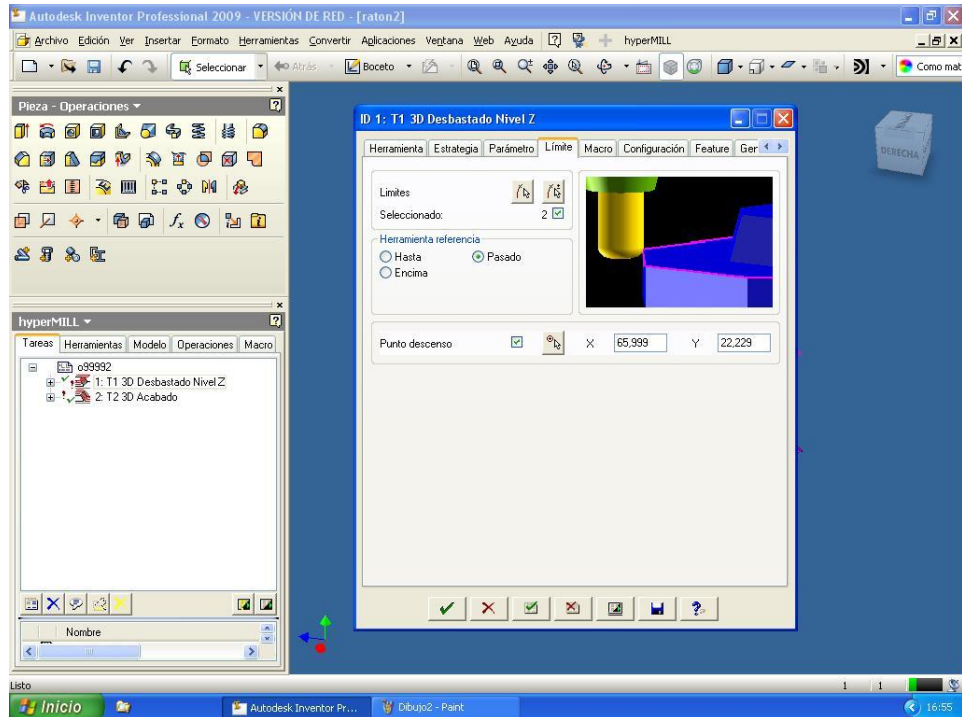 Autodesk Inventor Professional 2009 - VERSIÓN DE RED - [raton2]
Archivo Edición Ver Insertar Formato Herramientas Convertir Aplicaciones Ventana Web Ayuda hyperMILL
Seleccionar Atrás Boceto Como mat
Pieza - Operaciones
DERECHA
ID 1: T1 3D Desbastado Nivel Z
Herramienta Estrategia Parámetro Límite Macro Configuración Feature Ger
Limites
Seleccionado: 2
Herramienta referencia
Hasta Pasado
Encima
Punto descenso X 65,999 Y 22,229
hyperMILL
Tareas Herramientas Modelo Operaciones Macro
o99992
1: T1 3D Desbastado Nivel Z
2: T2 3D Acabado
Nombre
Listo 1 1
Inicio Autodesk Inventor Pr... Dibujo2 - Paint 16:55